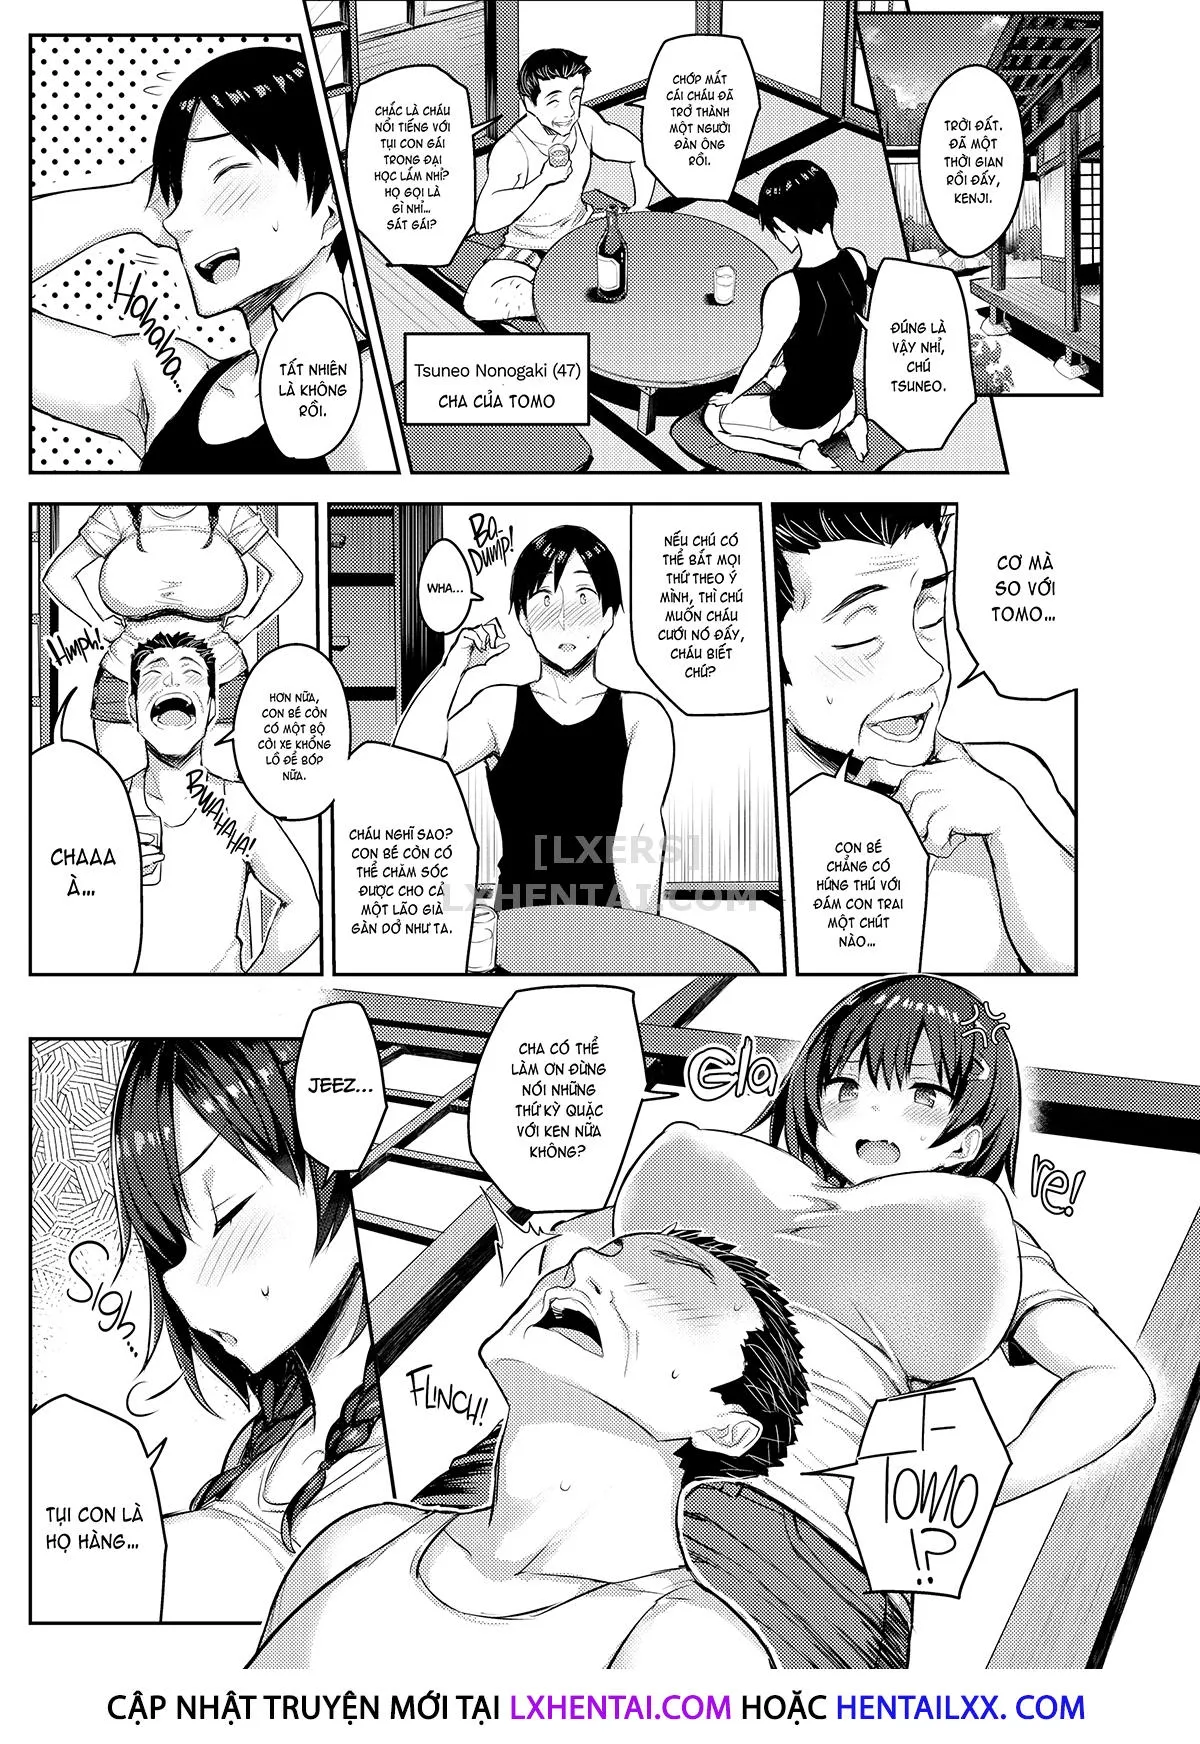 TRỜI ĐẤT.
ĐÃ MỘT
THỜI GIAN
RỒI ĐẤY,
KENJI.
ĐÚNG LÀ
VẬY NHỈ,
CHÚ
TSUNEO.
CHỚP MẮT
CÁI CHÁU ĐÃ
TRỞ THÀNH
MỘT NGƯỜI
ĐÀN ÔNG
RỒI.
CHẮC LÀ CHÁU
NỔI TIẾNG VỚI
TỤI CON GÁI
TRONG ĐẠI
HỌC LẮM NHỈ?
HỌ GỌI LÀ
GÌ NHỈ...
SÁT GÁI?
Tsuneo Nonogaki (47)
CHA CỦA TOMO
Hahaha...
TẤT NHIÊN
LÀ KHÔNG
RỒI.
CƠ MÀ
SO VỚI
TOMO...
CON BÉ
CHẲNG CÓ
HỨNG THÚ VỚI
ĐÁM CON TRAI
MỘT CHÚT
NÀO...
NẾU CHÚ CÓ
THỂ BẮT MỌI
THỨ THEO Ý
MÌNH, THÌ CHÚ
MUỐN CHÁU
CƯỚI NÓ ĐẤY,
CHÁU BIẾT
CHỨ?
BA-
DUMP!
WHA...
CHÁU NGHĨ SAO?
CON BÉ CÒN CÓ
THỂ CHĂM SÓC
ĐƯỢC CHO CẢ
MỘT LÃO GIÀ
GÀN DỞ NHƯ TA.
HƠN NỮA,
CON BÉ CÒN
CÓ MỘT BỘ
CÒI XE KHỔNG
LỒ ĐỂ BÓP
NỮA.
BWAHAHAHA!
Hmph!
CHAAA
À...
[LXERS]
LXHENTAI.COM
CHA CÓ THỂ
LÀM ƠN ĐỪNG
NÓI NHỮNG
THỨ KỲ QUẶC
VỚI KEN NỮA
KHÔNG?
Gla
re!
T-
TOMO
!?
FLINCH!
JEEZ...
Sigh...
TỤI CON LÀ
HỌ HÀNG...
CẬP NHẬT TRUYỆN MỚI TẠI LXHENTAI.COM HOẶC HENTAILXX. COM